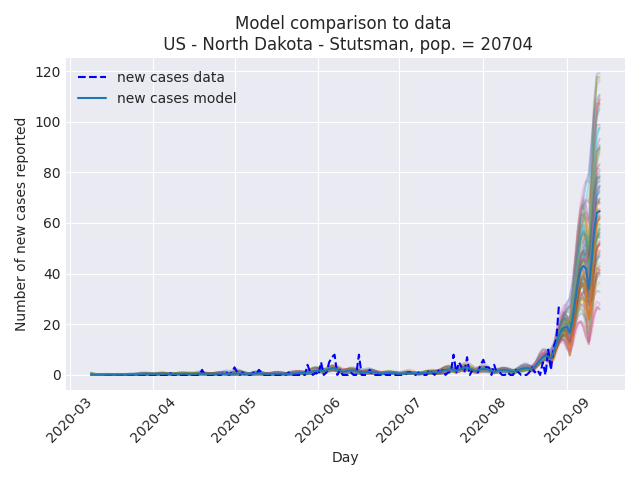 Model comparison to data
US - North Dakota - Stutsman, pop. = 20704
new cases data
new cases model
Number of new cases reported
120
100
80
60
40
20
0
2020-03
2020-04
2020-05
2020-06
2020-07
2020-08
2020-09
Day